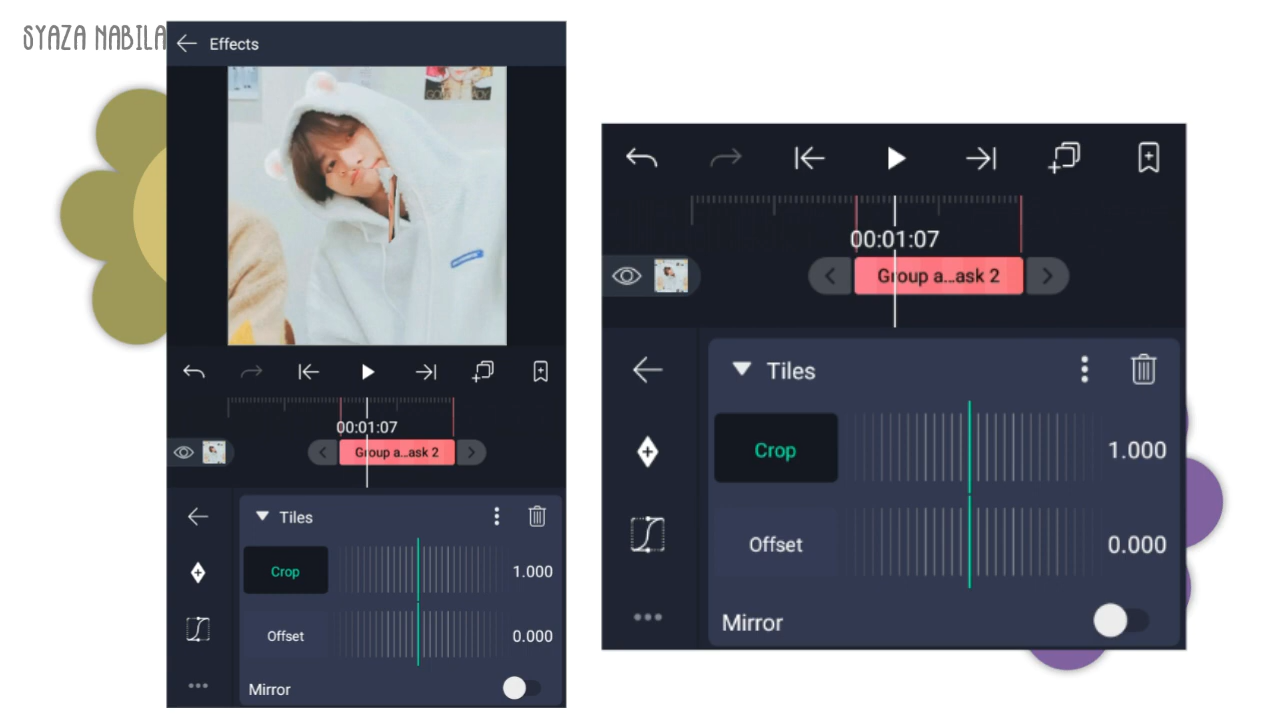 SYAZA NABILA
Effects
00:01:07
Group a...ask 2
Tiles
Crop
1.000
Offset
0.000
Mirror
00:01:07
Group a...ask 2
Tiles
Crop
1.000
Offset
0.000
Mirror